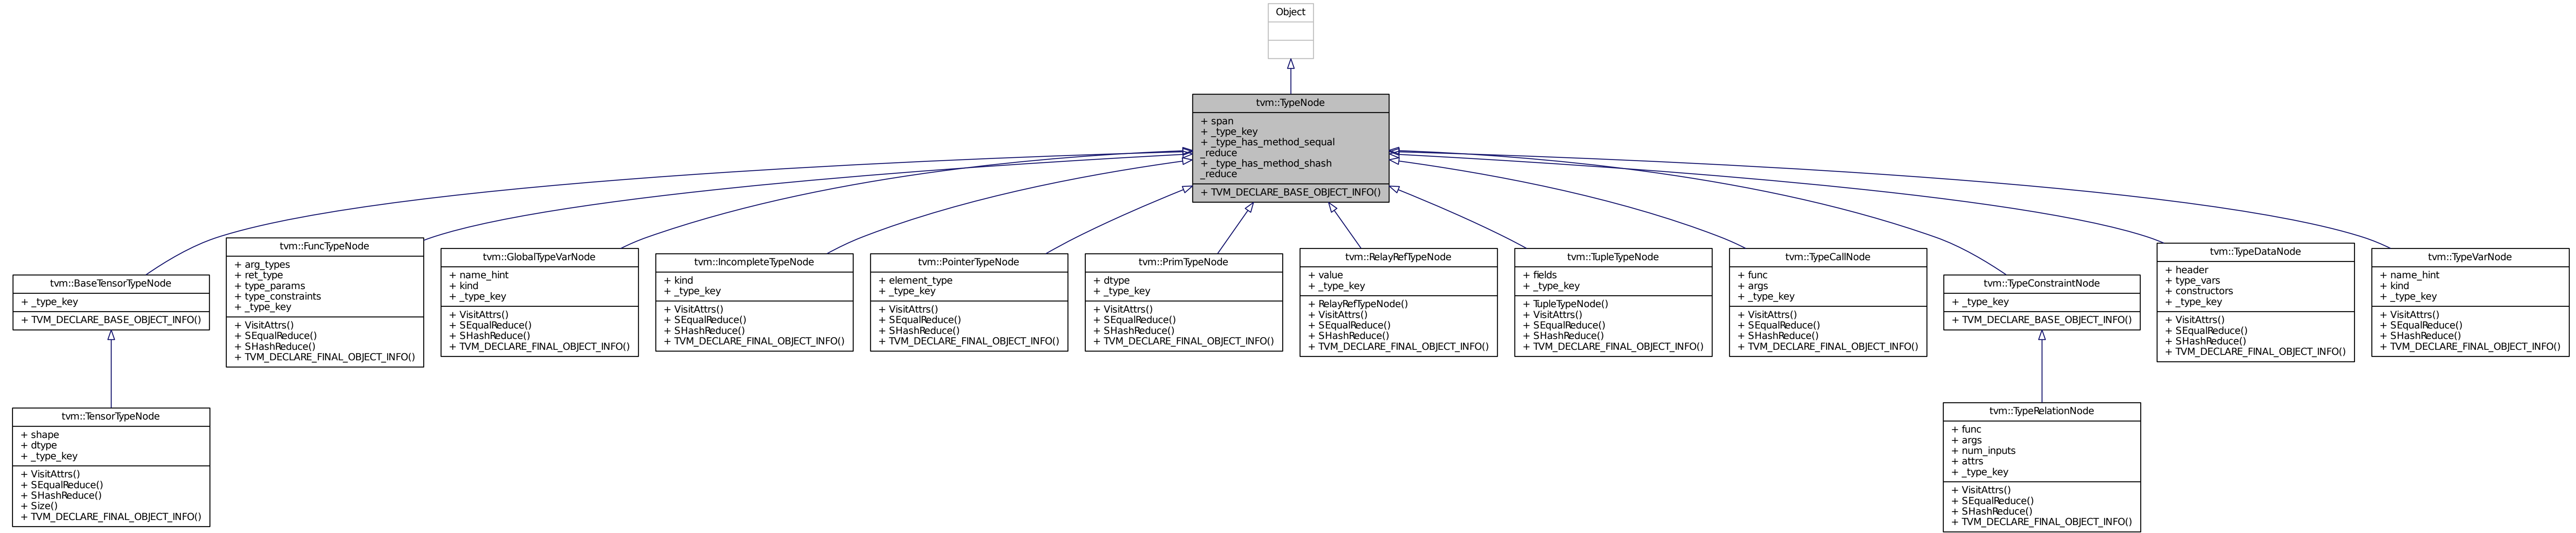 Object
tvm::TypeNode
+ span
+ _type_key
+ _type_has_method_sequal
_reduce
+ _type_has_method_shash
_reduce
+ TVM_DECLARE_BASE_OBJECT_INFO()
tvm::BaseTensorTypeNode
+ _type_key
+ TVM_DECLARE_BASE_OBJECT_INFO()
tvm::FuncTypeNode
+ arg_types
+ ret_type
+ type_params
+ type_constraints
+ _type_key
+ VisitAttrs()
+ SEqualReduce()
+ SHashReduce()
+ TVM_DECLARE_FINAL_OBJECT_INFO()
tvm::GlobalTypeVarNode
+ name_hint
+ kind
+ _type_key
+ VisitAttrs()
+ SEqualReduce()
+ SHashReduce()
+ TVM_DECLARE_FINAL_OBJECT_INFO()
tvm::IncompleteTypeNode
+ kind
+ _type_key
+ VisitAttrs()
+ SEqualReduce()
+ SHashReduce()
+ TVM_DECLARE_FINAL_OBJECT_INFO()
tvm::PointerTypeNode
+ element_type
+ _type_key
+ VisitAttrs()
+ SEqualReduce()
+ SHashReduce()
+ TVM_DECLARE_FINAL_OBJECT_INFO()
tvm::PrimTypeNode
+ dtype
+ _type_key
+ VisitAttrs()
+ SEqualReduce()
+ SHashReduce()
+ TVM_DECLARE_FINAL_OBJECT_INFO()
tvm::RelayRefTypeNode
+ value
+ _type_key
+ RelayRefTypeNode()
+ VisitAttrs()
+ SEqualReduce()
+ SHashReduce()
+ TVM_DECLARE_FINAL_OBJECT_INFO()
tvm::TupleTypeNode
+ fields
+ _type_key
+ TupleTypeNode()
+ VisitAttrs()
+ SEqualReduce()
+ SHashReduce()
+ TVM_DECLARE_FINAL_OBJECT_INFO()
tvm::TypeCallNode
+ func
+ args
+ _type_key
+ VisitAttrs()
+ SEqualReduce()
+ SHashReduce()
+ TVM_DECLARE_FINAL_OBJECT_INFO()
tvm::TypeConstraintNode
+ _type_key
+ TVM_DECLARE_BASE_OBJECT_INFO()
tvm::TypeDataNode
+ header
+ type_vars
+ constructors
+ _type_key
+ VisitAttrs()
+ SEqualReduce()
+ SHashReduce()
+ TVM_DECLARE_FINAL_OBJECT_INFO()
tvm::TypeVarNode
+ name_hint
+ kind
+ _type_key
+ VisitAttrs()
+ SEqualReduce()
+ SHashReduce()
+ TVM_DECLARE_FINAL_OBJECT_INFO()
tvm::TensorTypeNode
+ shape
+ dtype
+ _type_key
+ VisitAttrs()
+ SEqualReduce()
+ SHashReduce()
+ Size()
+ TVM_DECLARE_FINAL_OBJECT_INFO()
tvm::TypeRelationNode
+ func
+ args
+ num_inputs
+ attrs
+ _type_key
+ VisitAttrs()
+ SEqualReduce()
+ SHashReduce()
+ TVM_DECLARE_FINAL_OBJECT_INFO()